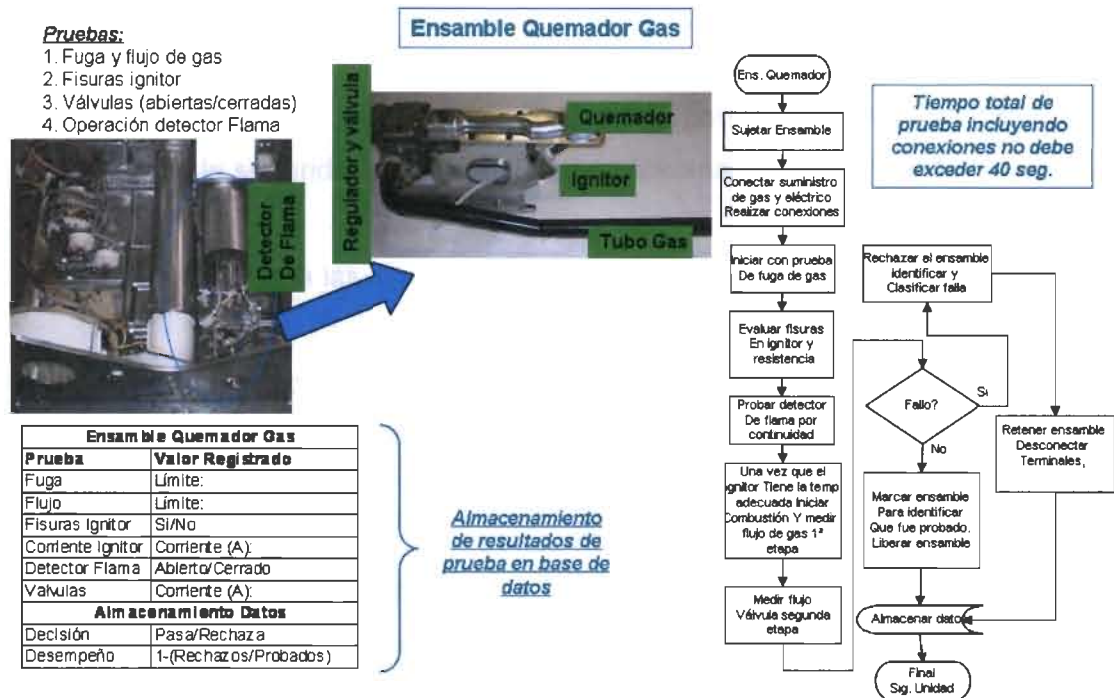 Ensamble Quemador Gas
Pruebas:
1. Fuga y flujo de gas
2. Fisuras ignitor
3. Válvulas (abiertas/cerradas)
4. Operación detector Flama
Detector
De Flama
Regulador y válvula
Quemador
Ignitor
Tubo Gas
Tiempo total de
prueba incluyendo
conexiones no debe
exceder 40 seg.
Ens. Quemador
Sujetar Ensamble
Conectar suministro
de gas y eléctrico
Realizar conexiones
Iniciar con prueba
De fuga de gas
Evaluar fisuras
En ignitor y
resistencia
Probar detector
De flama por
continuidad
Una vez que el
ignitor Tiene la temp
adecuada Iniciar
Combustión Y medir
flujo de gas 1ª
etapa
Medir flujo
Válvula segunda
etapa
Rechazar el ensamble
identificar y
Clasificar falla
Fallo?
Si
No
Retener ensamble
Desconectar
Terminales,
Marcar ensamble
Para identificar
Que fue probado.
Liberar ensamble
Almacenar dato
Final
Sig. Unidad
Ensamble Quemador Gas
Prueba Valor Registrado
Fuga Límite:
Flujo Límite:
Fisuras Ignitor Si/No
Corriente Ignitor Corriente (A):
Detector Flama Abierto/Cerrado
Valvulas Corriente (A):
Almacenamiento Datos
Decisión Pasa/Rechaza
Desempeño 1-(Rechazos/Probados)
Almacenamiento
de resultados de
prueba en base de
datos